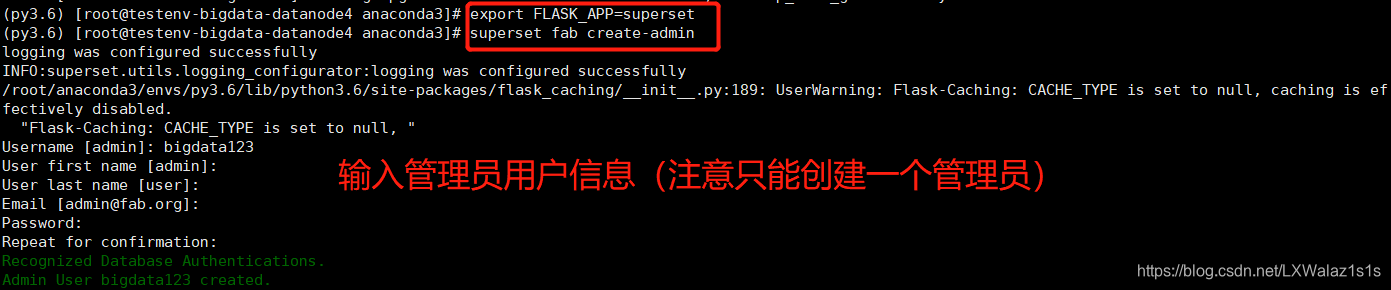 (py3.6) [root@testenv-bigdata-datanode4 anaconda3]# export FLASK_APP=superset
(py3.6) [root@testenv-bigdata-datanode4 anaconda3]# superset fab create-admin
logging was configured successfully
INFO:superset.utils.logging_configurator:logging was configured successfully
/root/anaconda3/envs/py3.6/lib/python3.6/site-packages/flask_caching/__init__.py:189: UserWarning: Flask-Caching: CACHE_TYPE is set to null, caching is ef
fectively disabled.
  "Flask-Caching: CACHE_TYPE is set to null, "
Username [admin]: bigdata123
User first name [admin]:
输入管理员用户信息（注意只能创建一个管理员）
User last name [user]:
Email [admin@fab.org]:
Password:
Repeat for confirmation:
Recognized Database Authentications.
Admin User bigdata123 created.
https://blog.csdn.net/LXWalaz1s1s